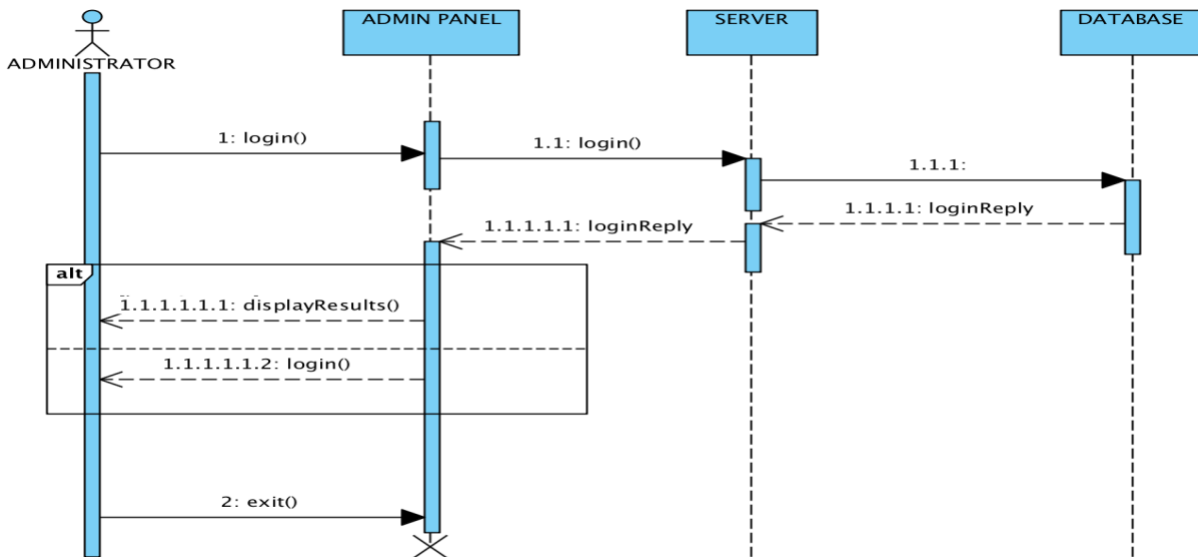 ADMIN PANEL
SERVER
DATABASE
ADMINISTRATOR
1: login()
1.1: login()
1.1.1:
1.1.1.1: loginReply
1.1.1.1.1: loginReply
alt
1.1.1.1.1.1: displayResults()
1.1.1.1.1.2: login()
2: exit()